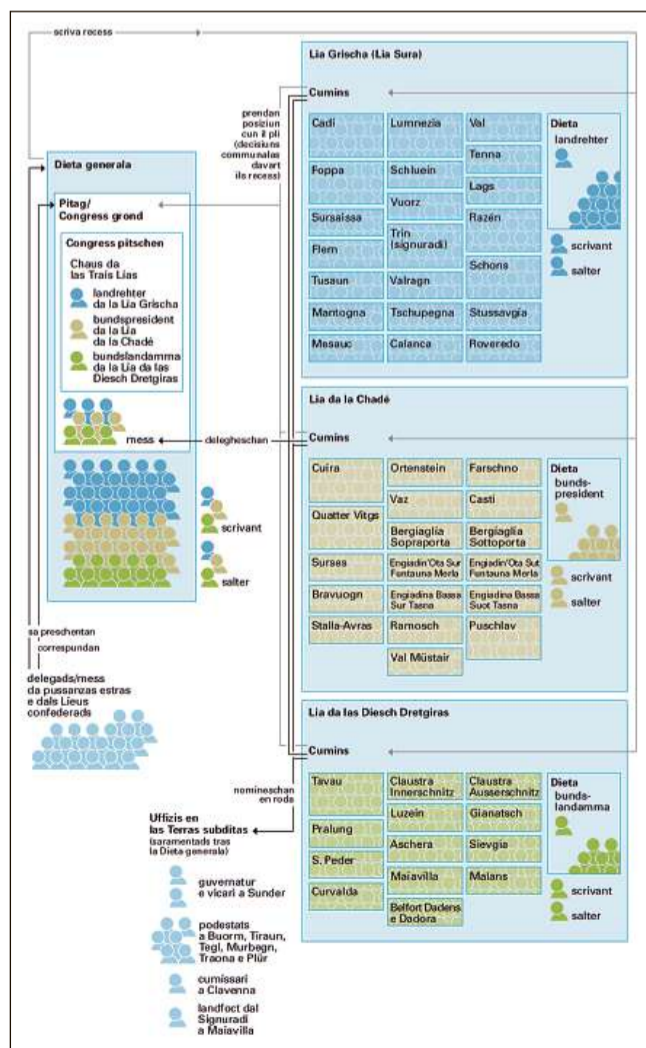 scriva recess
Lia Grischa (Lia Sura)
Cumins
prendan
posiziun
cun il pli
(decisiuns
communalas
davart
ils recess)
Cadi
Lumnezia
Val
Tenna
Foppa
Schluein
Lags
Vuorz
Sursaissa
Razén
Trin
(signuradi)
Flem
Schons
Tusaun
Valragn
Mantogna
Tschupegna
Stussavgia
Mesauc
Calanca
Roveredo
Dieta
landrehter
scrivant
salter
Dieta generala
Pitag/
Congress grond
Congress pitschen
Chaus da
las Trais Lias
landrehter
da la Lia Grischa
bundspresident
da la Lia
da la Chadé
bundslandamma
da la Lia da las
Diesch Dretgiras
mess
delegheschan
scrivant
salter
Lia da la Chadé
Cumins
Cuira
Ortenstein
Farschno
Vaz
Casti
Quatter Vitgs
Bergiaglia
Sopraporta
Bergiaglia
Sottoporta
Surses
Engiadin'Ota Sur
Funtauna Merla
Engiadin'Ota Sut
Funtauna Merla
Bravuogn
Engiadina Bassa
Sur Tasna
Engiadina Bassa
Suot Tasna
Stalla-Avras
Ramosch
Puschlav
Val Müstair
Dieta
bunds-
president
scrivant
salter
sa preschentan
correspundan
delegads/mess
da pussanzas estras
e dals Lieus
confederads
Lia da las Diesch Dretgiras
Cumins
nomineschan
en roda
Tavau
Claustra
Innerschnitz
Claustra
Ausserschnitz
Luzein
Gianatsch
Pralung
Aschera
Sievgia
S. Peder
Maiavilla
Malans
Curvalda
Belfort Dadens
e Dadora
Dieta
bunds-
landamma
scrivant
salter
Uffizis en
las Terras subditas
(saramentads tras
la Dieta generala)
guvernatur
e vicari a Sunder
podestats
a Buorm, Tiraun,
Tegl, Murbegn,
Traona e Plür
cumissari
a Clavenna
landfoct dal
Signuradi
a Maiavilla